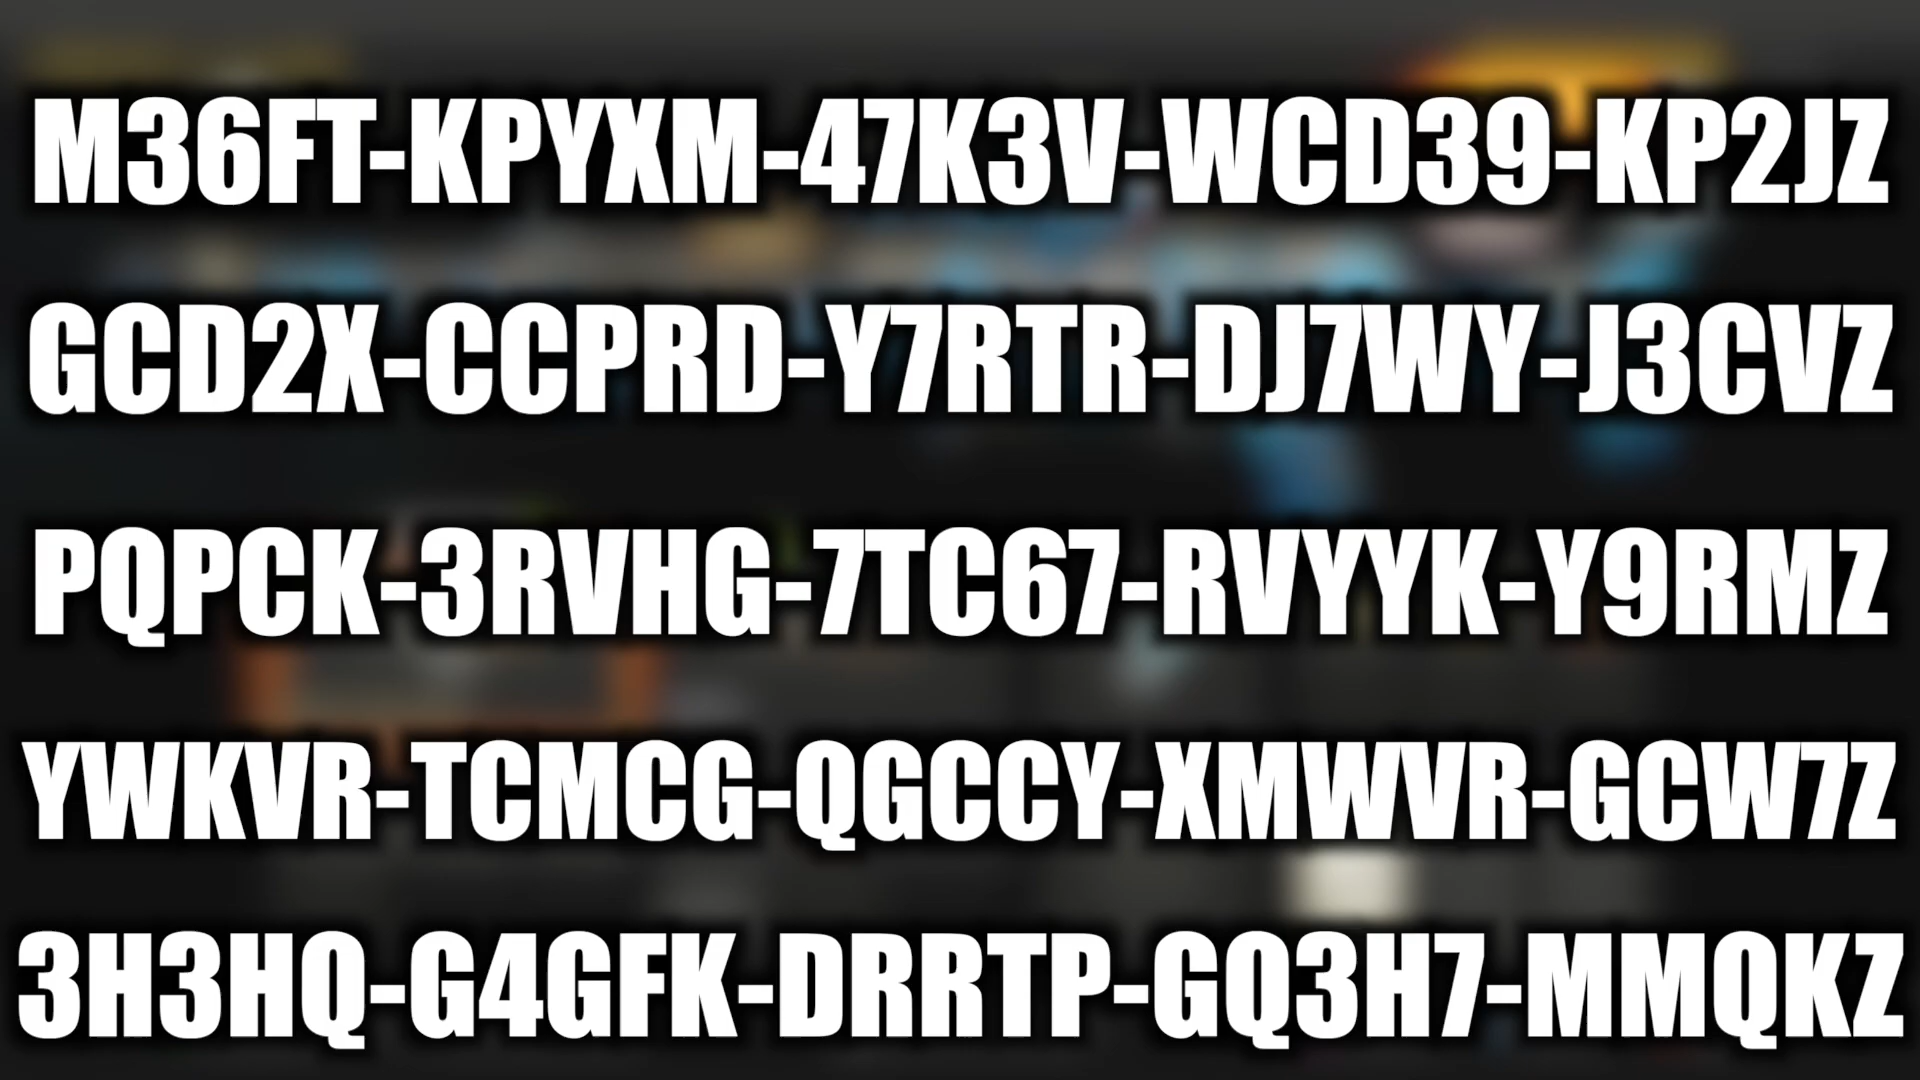 M36FT-KPYXM-47K3V-WCD39-KP2JZ
GCD2X-CCPRD-Y7RTR-DJ7WY-J3CVZ
PQPCK-3RVHG-7TC67-RVYYK-Y9RMZ
YWKVR-TCMCG-QGCCY-XMWVR-GCW7Z
3H3HQ-G4GFK-DRRTP-GQ3H7-MMQKZ